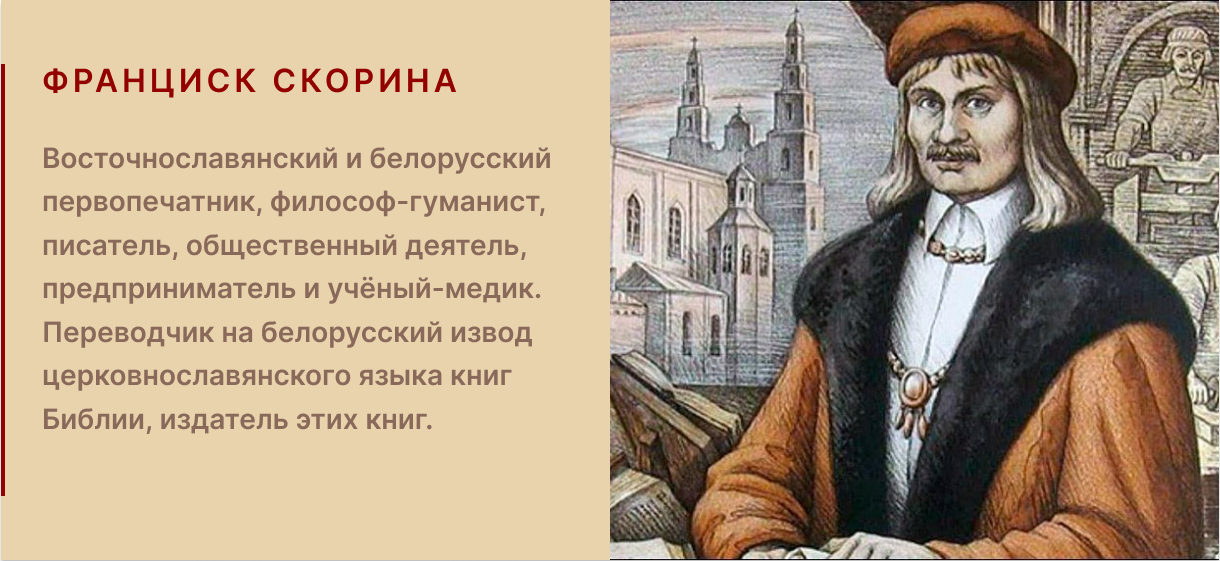 ФРАНЦИСК СКОРИНА
Восточнославянский и белорусский
первопечатник, философ-гуманист,
писатель, общественный деятель,
предприниматель и учёный-медик.
Переводчик на белорусский извод
церковнославянского языка книг
Библии, издатель этих книг.